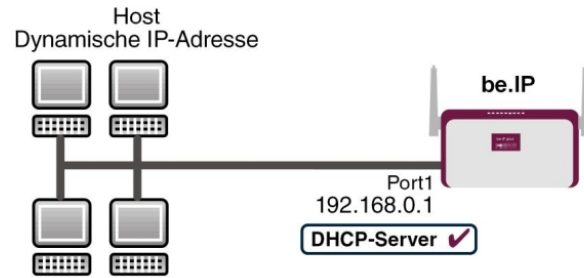 Host
Dynamische IP-Adresse
be.IP
Port1
192.168.0.1
DHCP-Server